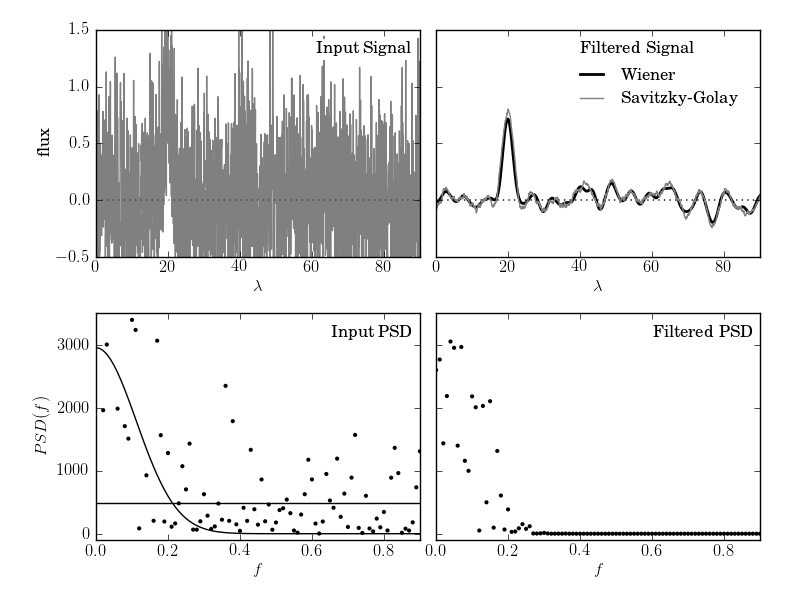 Input Signal
flux
1.5
1.0
0.5
0.0
−0.5
0 20 40 60 80
λ
Filtered Signal
Wiener
Savitzky-Golay
0 20 40 60 80
λ
Input PSD
PSD(f)
3000
2000
1000
0
0.0 0.2 0.4 0.6 0.8
f
Filtered PSD
0.0 0.2 0.4 0.6 0.8
f